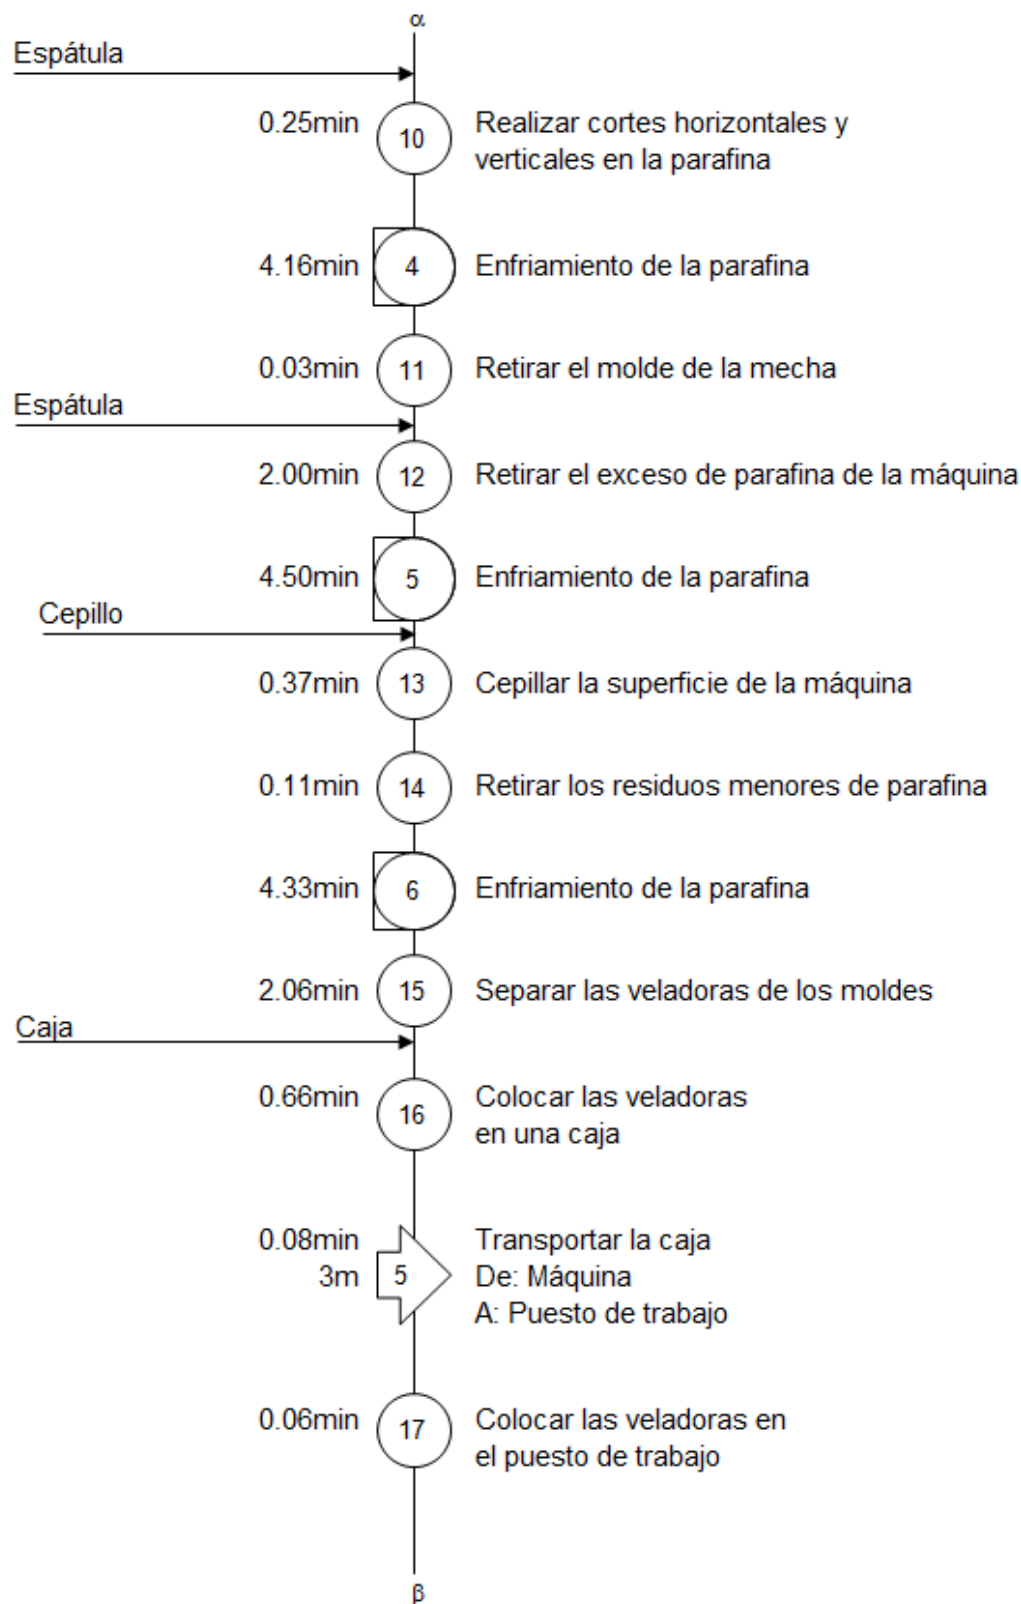 α
Espátula
0.25min 10 Realizar cortes horizontales y
verticales en la parafina
4.16min 4 Enfriamiento de la parafina
0.03min 11 Retirar el molde de la mecha
Espátula
2.00min 12 Retirar el exceso de parafina de la máquina
4.50min 5 Enfriamiento de la parafina
Cepillo
0.37min 13 Cepillar la superficie de la máquina
0.11min 14 Retirar los residuos menores de parafina
4.33min 6 Enfriamiento de la parafina
2.06min 15 Separar las veladoras de los moldes
Caja
0.66min 16 Colocar las veladoras
en una caja
0.08min Transportar la caja
3m 5 De: Máquina
A: Puesto de trabajo
0.06min 17 Colocar las veladoras en
el puesto de trabajo
β